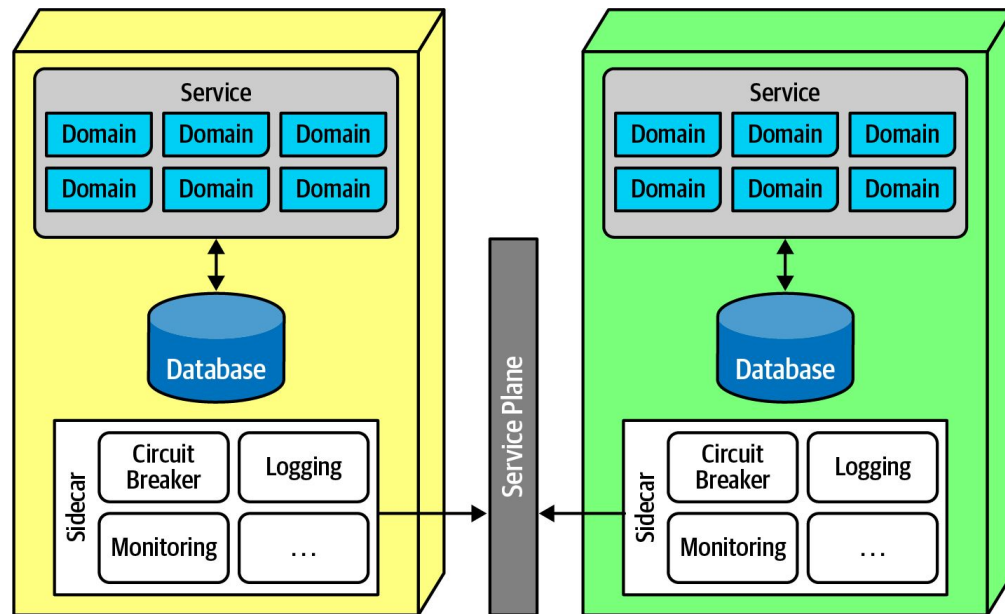 Service
Domain Domain Domain
Domain Domain Domain
Database
Sidecar
Circuit
Breaker
Logging
Monitoring
...
Service Plane
Service
Domain Domain Domain
Domain Domain Domain
Database
Sidecar
Circuit
Breaker
Logging
Monitoring
...